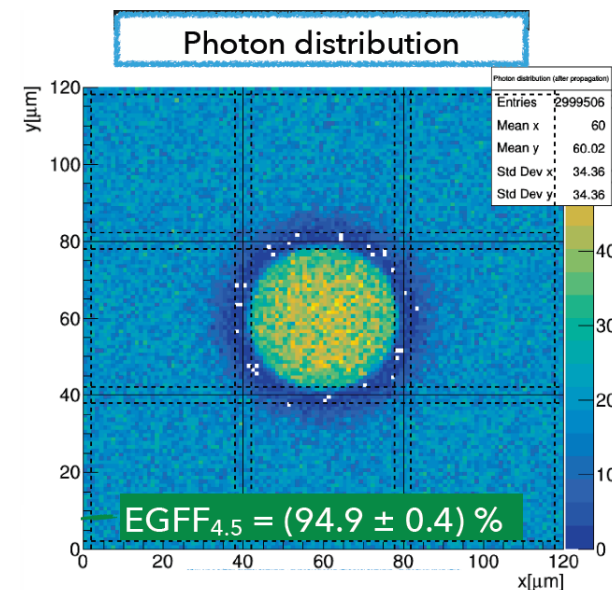 Photon distribution
Photon distribution (after propagation)
Entries 2999506
Mean x 60
Mean y 60.02
Std Dev x 34.36
Std Dev y 34.36
y[μm]
120
100
80
60
40
20
0
40
30
20
10
0
EGFF4.5 = (94.9 ± 0.4) %
0 20 40 60 80 100 120
x[μm]